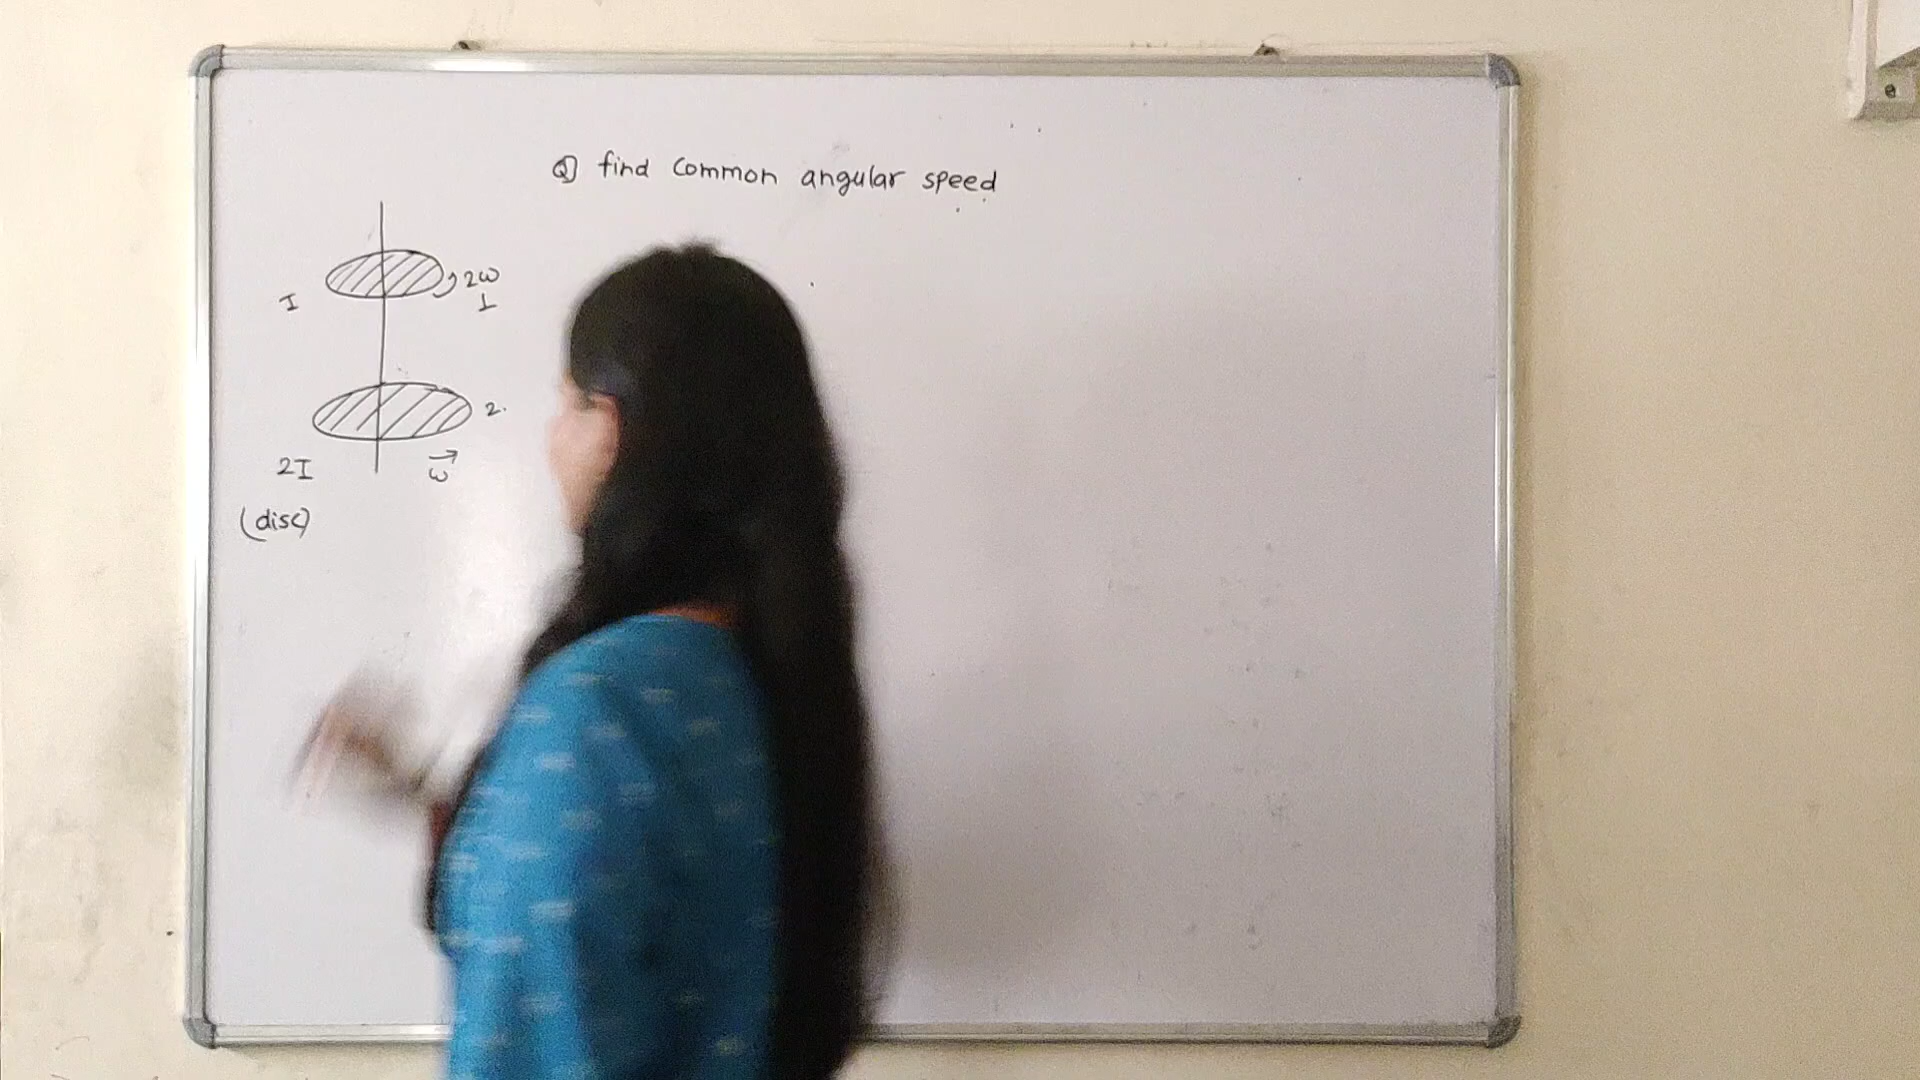 Q] find Common angular speed
2ω
I
1
2.
2I
ω
(disc)